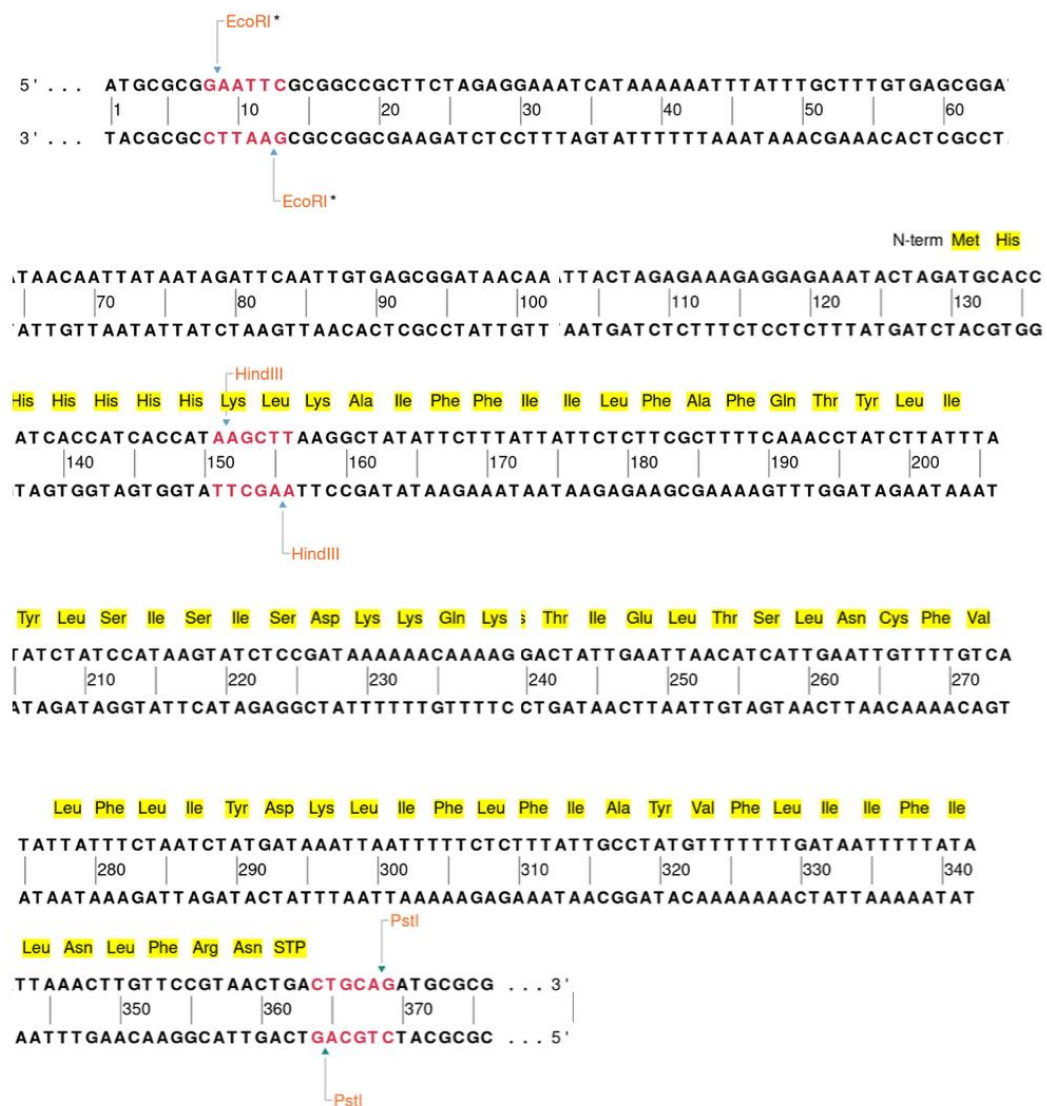 EcoRI*
5' ... ATGCGCGGAATTCGCGGCCGCTTCTAGAGGAAATCATAAAAAATTTATTTGCTTTGTGAGCGGA
1 10 20 30 40 50 60
3' ... TACGCGCCTTAAGCGCCGGCGAAGATCTCCTTTAGTATTTTTTAAATAAACGAAACACTCGCCT
EcoRI*
N-term Met His
TAACAATTATAATAGATTCAATTGTGAGCGGATAACAA TTACTAGAGAAAGAGGAGAAATACTAGATGCACC
70 80 90 100 110 120 130
ATTGTTAATATTATCTAAGTTAACACTCGCCTATTGTT AATGATCTCTTTCTCCTCTTTATGATCTACGTGG
HindIII
His His His His His Lys Leu Lys Ala Ile Phe Phe Ile Ile Leu Phe Ala Phe Gln Thr Tyr Leu Ile
ATCACCATCACCATAAGCTTAAGGCTATATTCTTTATTATTCTCTTCGCTTTTCAAACCTATCTTATTTA
140 150 160 170 180 190 200
TAGTGGTAGTGGTATTCGAATTCCGATATAAGAAATAATAAGAGAAGCGAAAAGTTTGGATAGAATAAAT
HindIII
Tyr Leu Ser Ile Ser Ile Ser Asp Lys Lys Gln Lys s Thr Ile Glu Leu Thr Ser Leu Asn Cys Phe Val
TATCTATCCATAAGTATCTCCGATAAAAAACAAAAG GACTATTGAATTAACATCATTGAATTGTTTTGTCA
210 220 230 240 250 260 270
ATAGATAGGTATTCATAGAGGCTATTTTTTGTTTTC CTGATAACTTAATTGTAGTAACTTAACAAAACAGT
Leu Phe Leu Ile Tyr Asp Lys Leu Ile Phe Leu Phe Ile Ala Tyr Val Phe Leu Ile Ile Phe Ile
TATTATTTCTAATCTATGATAAATTAATTTTTCTCTTTATTGCCTATGTTTTTTTGATAATTTTTATA
280 290 300 310 320 330 340
ATAATAAAGATTAGATACTATTTAATTAAAAAGAGAAATAACGGATACAAAAAAACTATTAAAAATAT
PstI
Leu Asn Leu Phe Arg Asn STP
TTAAACTTGTTCCGTAACTGACTGCAGATGCGCG ... 3'
350 360 370
AATTTGAACAAGGCATTGACTGACGTCTACGCGC ... 5'
PstI